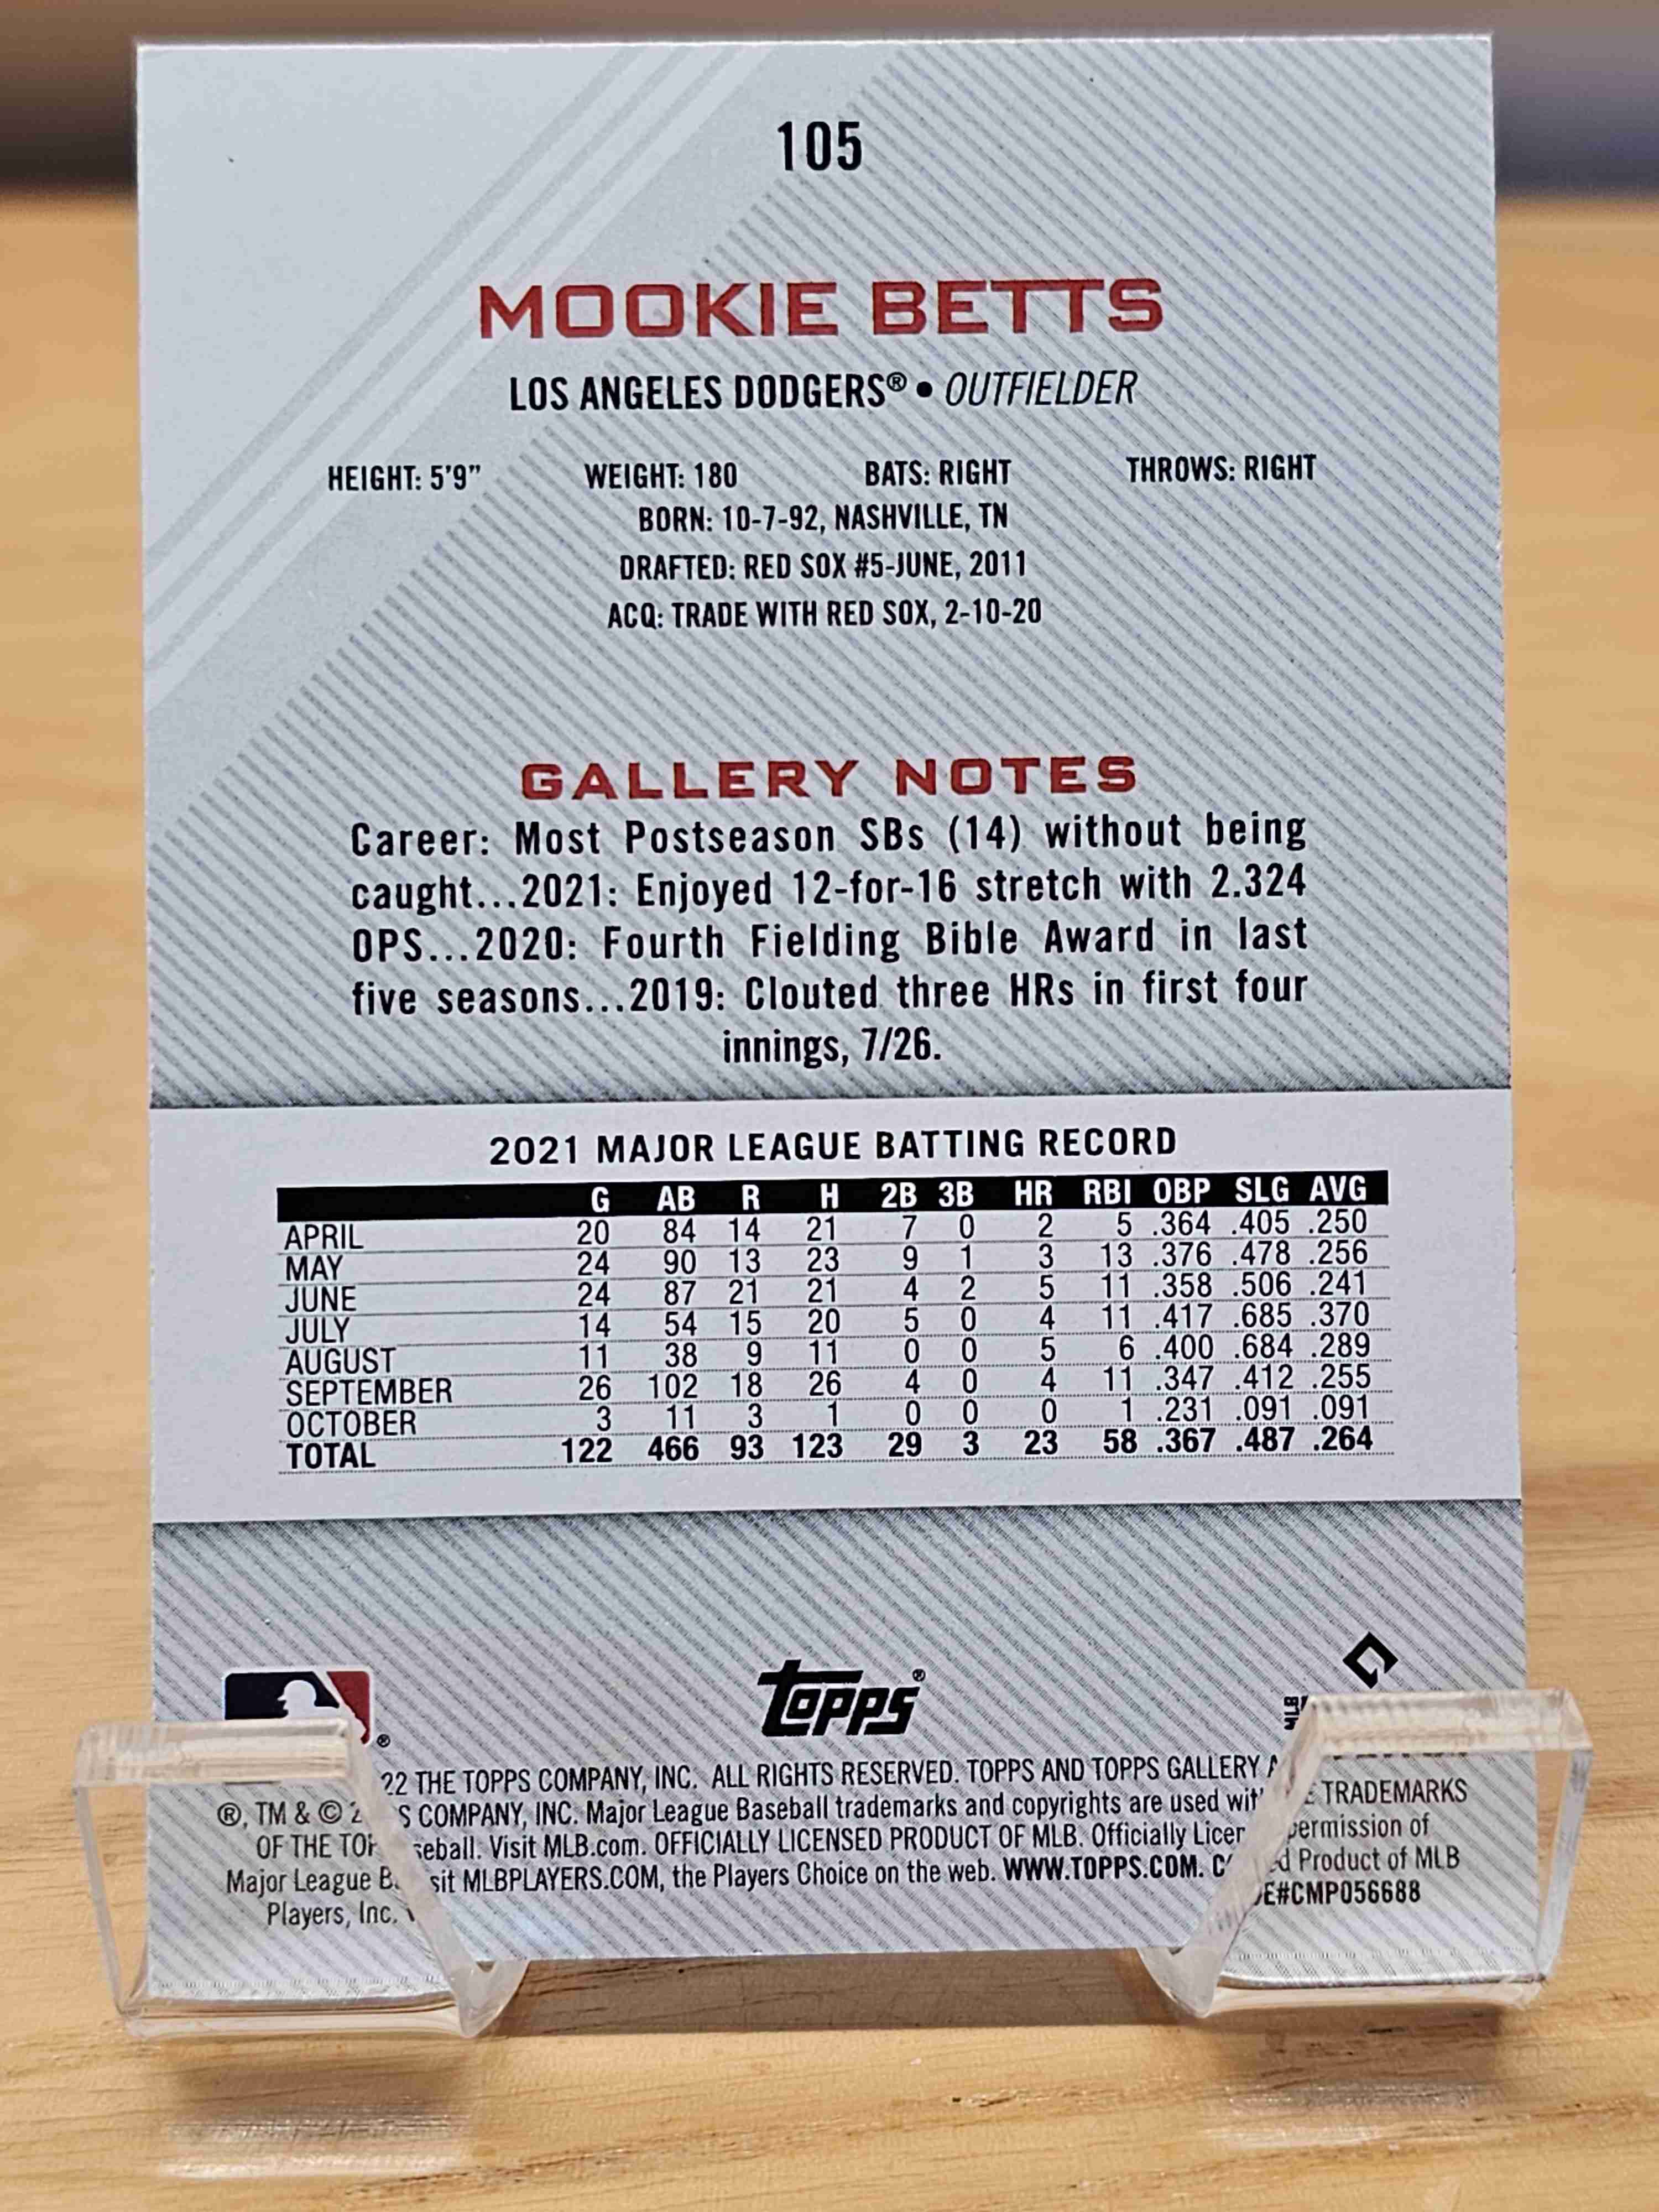 105
MOOKIE BETTS
LOS ANGELES DODGERS® • OUTFIELDER
HEIGHT: 5'9" WEIGHT: 180 BATS: RIGHT THROWS: RIGHT
BORN: 10-7-92, NASHVILLE, TN
DRAFTED: RED SOX #5-JUNE, 2011
ACQ: TRADE WITH RED SOX, 2-10-20
GALLERY NOTES
Career: Most Postseason SBs (14) without being
caught...2021: Enjoyed 12-for-16 stretch with 2.324
OPS...2020: Fourth Fielding Bible Award in last
five seasons...2019: Clouted three HRs in first four
innings, 7/26.
2021 MAJOR LEAGUE BATTING RECORD
G AB R H 2B 3B HR RBI OBP SLG AVG
APRIL 20 84 14 21 7 0 2 5 .364 .405 .250
MAY 24 90 13 23 9 1 3 13 .376 .478 .256
JUNE 24 87 21 21 4 2 5 11 .358 .506 .241
JULY 14 54 15 20 5 0 4 11 .417 .685 .370
AUGUST 11 38 9 11 0 0 5 6 .400 .684 .289
SEPTEMBER 26 102 18 26 4 0 4 11 .347 .412 .255
OCTOBER 3 11 3 1 0 0 0 1 .231 .091 .091
TOTAL 122 466 93 123 29 3 23 58 .367 .487 .264
®
topps®
®, TM & © 22 THE TOPPS COMPANY, INC. ALL RIGHTS RESERVED. TOPPS AND TOPPS GALLERY TRADEMARKS
OF THE COMPANY, INC. Major League Baseball trademarks and copyrights are used permission of
Major League Visit MLB.com. OFFICIALLY LICENSED PRODUCT OF MLB. Officially Product of MLB
Players, Inc. MLBPLAYERS.COM, the Players Choice on the web. WWW.TOPPS.COM. #CMP056688